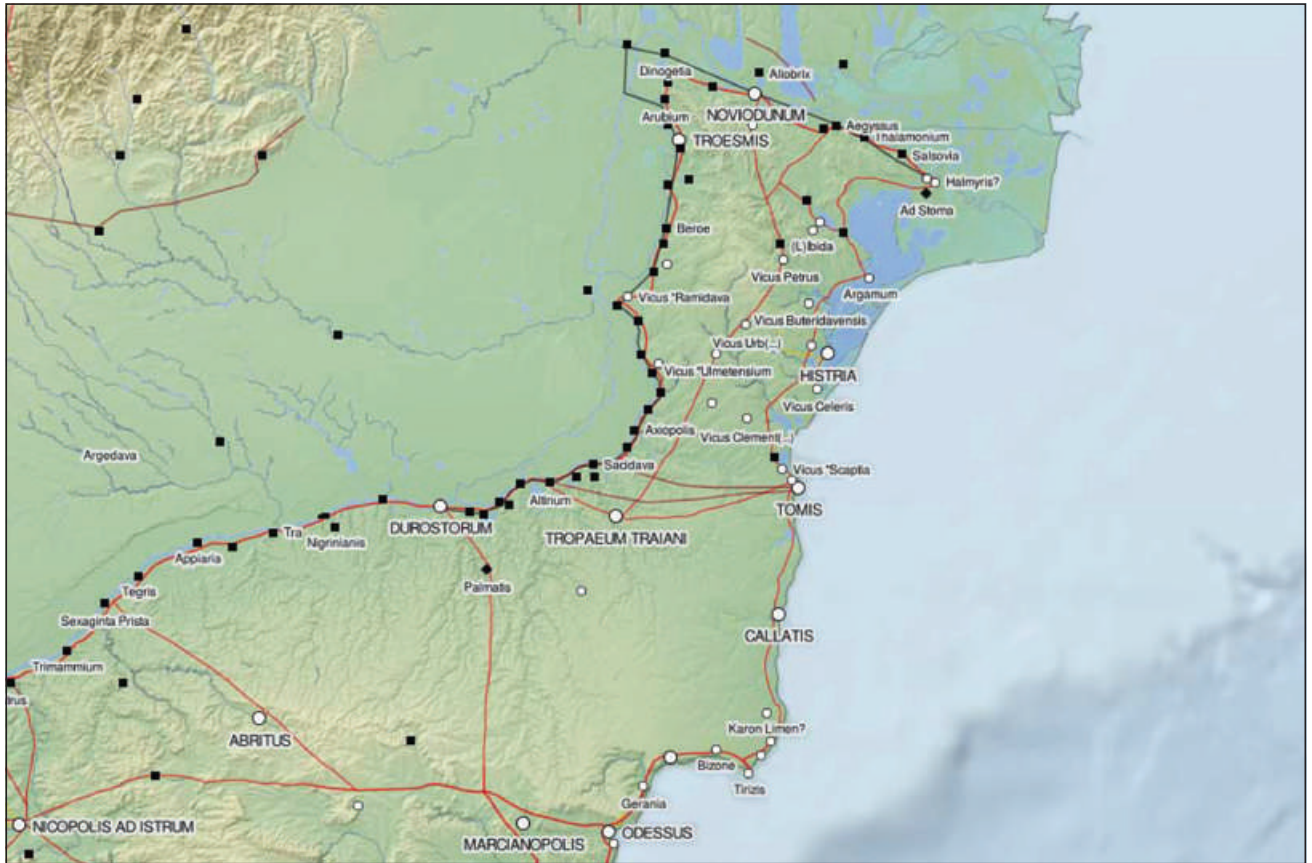 Dinogetia
Aliobrix
Arubium
NOVIODUNUM
TROESMIS
Aegyssus
Thalamonium
Salsovia
Halmyris?
Ad Stoma
Beroe
(L)Ibida
Vicus Petrus
Argamum
Vicus *Ramidava
Vicus Buteridavensis
Vicus Urb(...)
Vicus *Ulmetensium
HISTRIA
Vicus Celeris
Axiopolis
Vicus Clement(...)
Argedava
Sacidava
Vicus *Scaptia
Altinum
TOMIS
DUROSTORUM
TROPAEUM TRAIANI
Tra
Nigrinianis
Appiaria
Palmatis
Tegris
Sexaginta Prista
CALLATIS
Trimammium
trus
ABRITUS
Karon Limen?
Bizone
Tirizis
Gerania
NICOPOLIS AD ISTRUM
MARCIANOPOLIS
ODESSUS